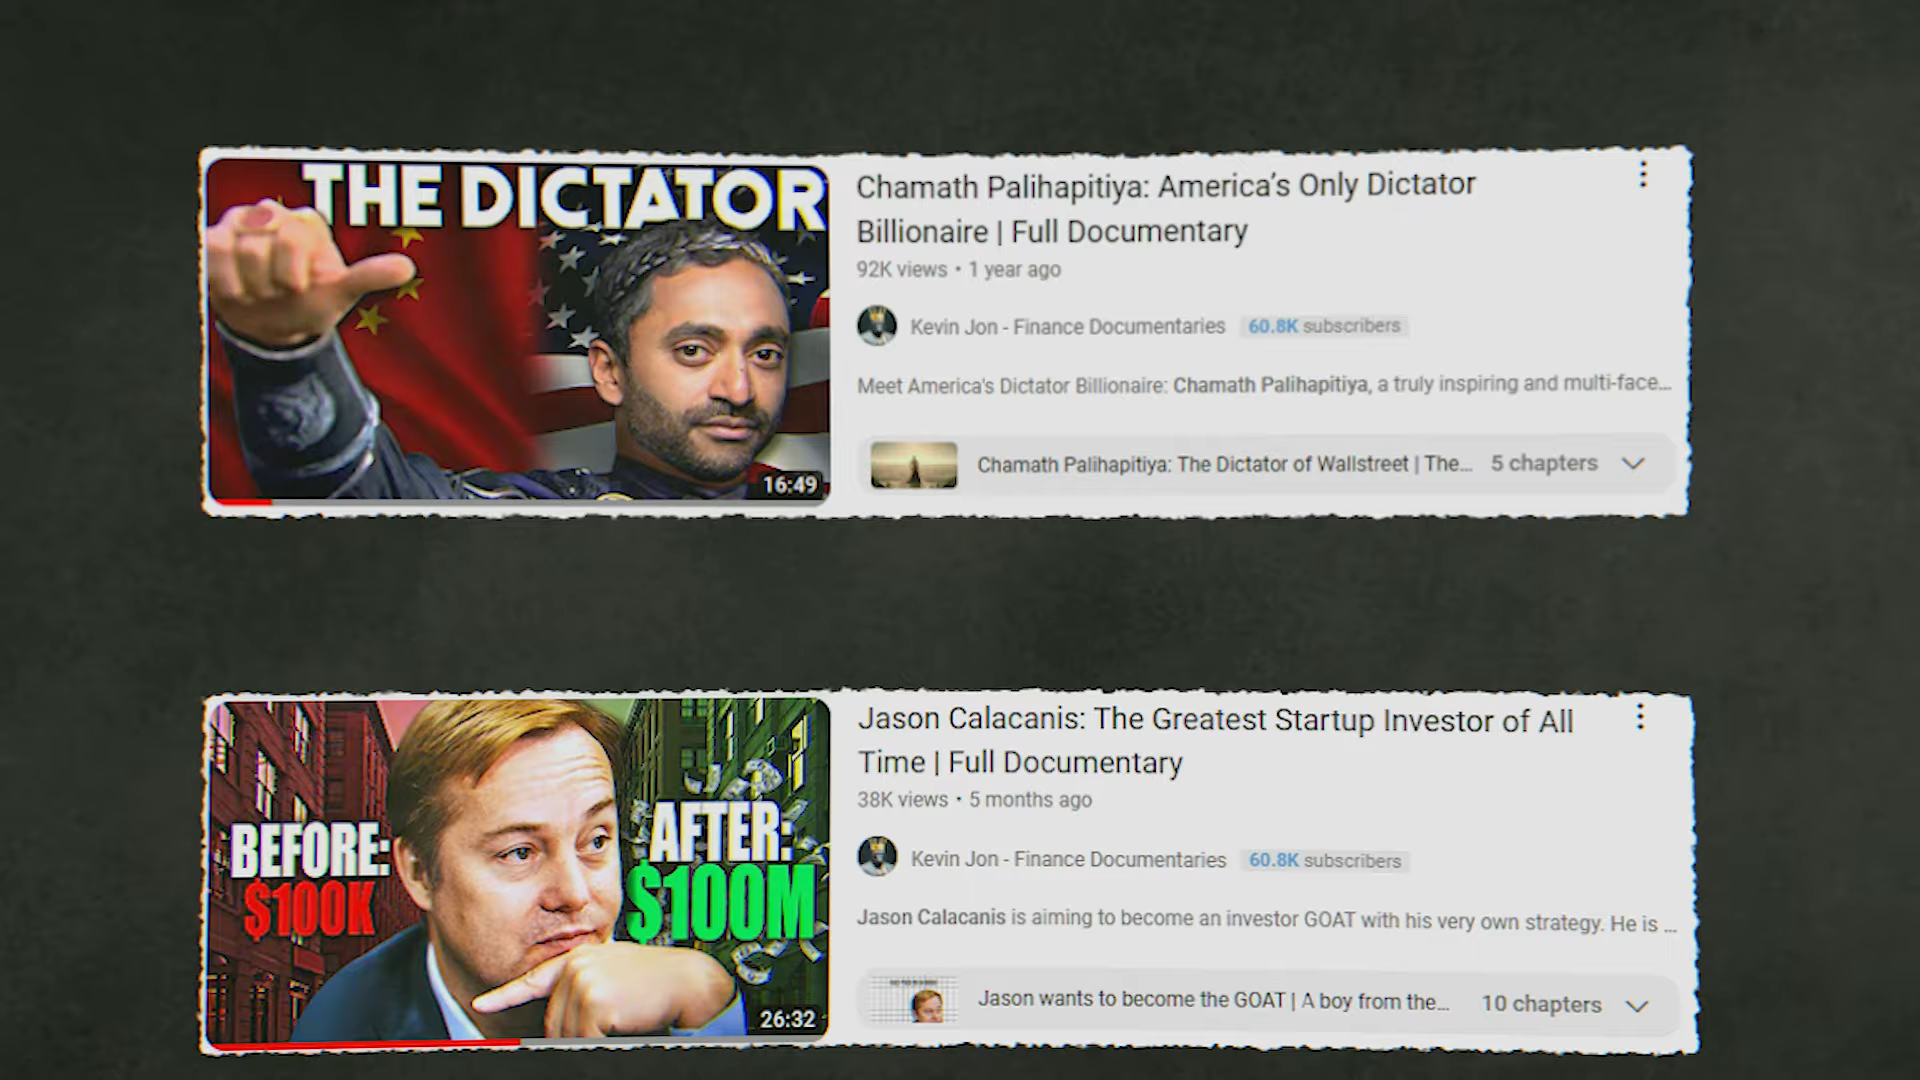 THE DICTATOR
16:49
Chamath Palihapitiya: America's Only Dictator
Billionaire | Full Documentary
92K views • 1 year ago
Kevin Jon - Finance Documentaries 60.8K subscribers
Meet America's Dictator Billionaire: Chamath Palihapitiya, a truly inspiring and multi-face...
Chamath Palihapitiya: The Dictator of Wallstreet | The... 5 chapters
BEFORE:
$100K
AFTER:
$100M
26:32
Jason Calacanis: The Greatest Startup Investor of All
Time | Full Documentary
38K views • 5 months ago
Kevin Jon - Finance Documentaries 60.8K subscribers
Jason Calacanis is aiming to become an investor GOAT with his very own strategy. He is ...
Jason wants to become the GOAT | A boy from the... 10 chapters